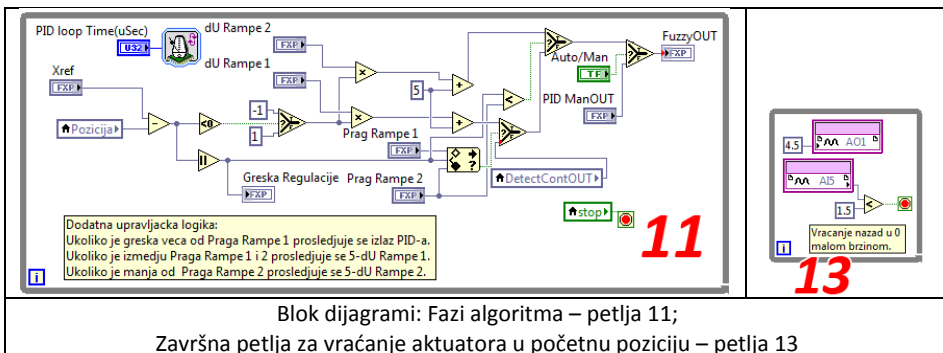 PID loop Time(uSec)
U32
dU Rampe 2
FXP
dU Rampe 1
FXP
Xref
FXP
Pozicija
<0
-1
1
5
Prag Rampe 1
FXP
Greska Regulacije
FXP
Prag Rampe 2
FXP
DetectContOUT
Auto/Man
TF
PID ManOUT
FXP
FuzzyOUT
FXP
stop
11
Dodatna upravljacka logika:
Ukoliko je greska veca od Praga Rampe 1 prosledjuje se izlaz PID-a.
Ukoliko je izmedju Praga Rampe 1 i 2 prosledjuje se 5-dU Rampe 1.
Ukoliko je manja od Praga Rampe 2 prosledjuje se 5-dU Rampe 2.
i
4.5
AO1
AI5
1.5
Vracanje nazad u 0
malom brzinom.
i
13
Blok dijagrami: Fazi algoritma – petlja 11;
Završna petlja za vraćanje aktuatora u početnu poziciju – petlja 13